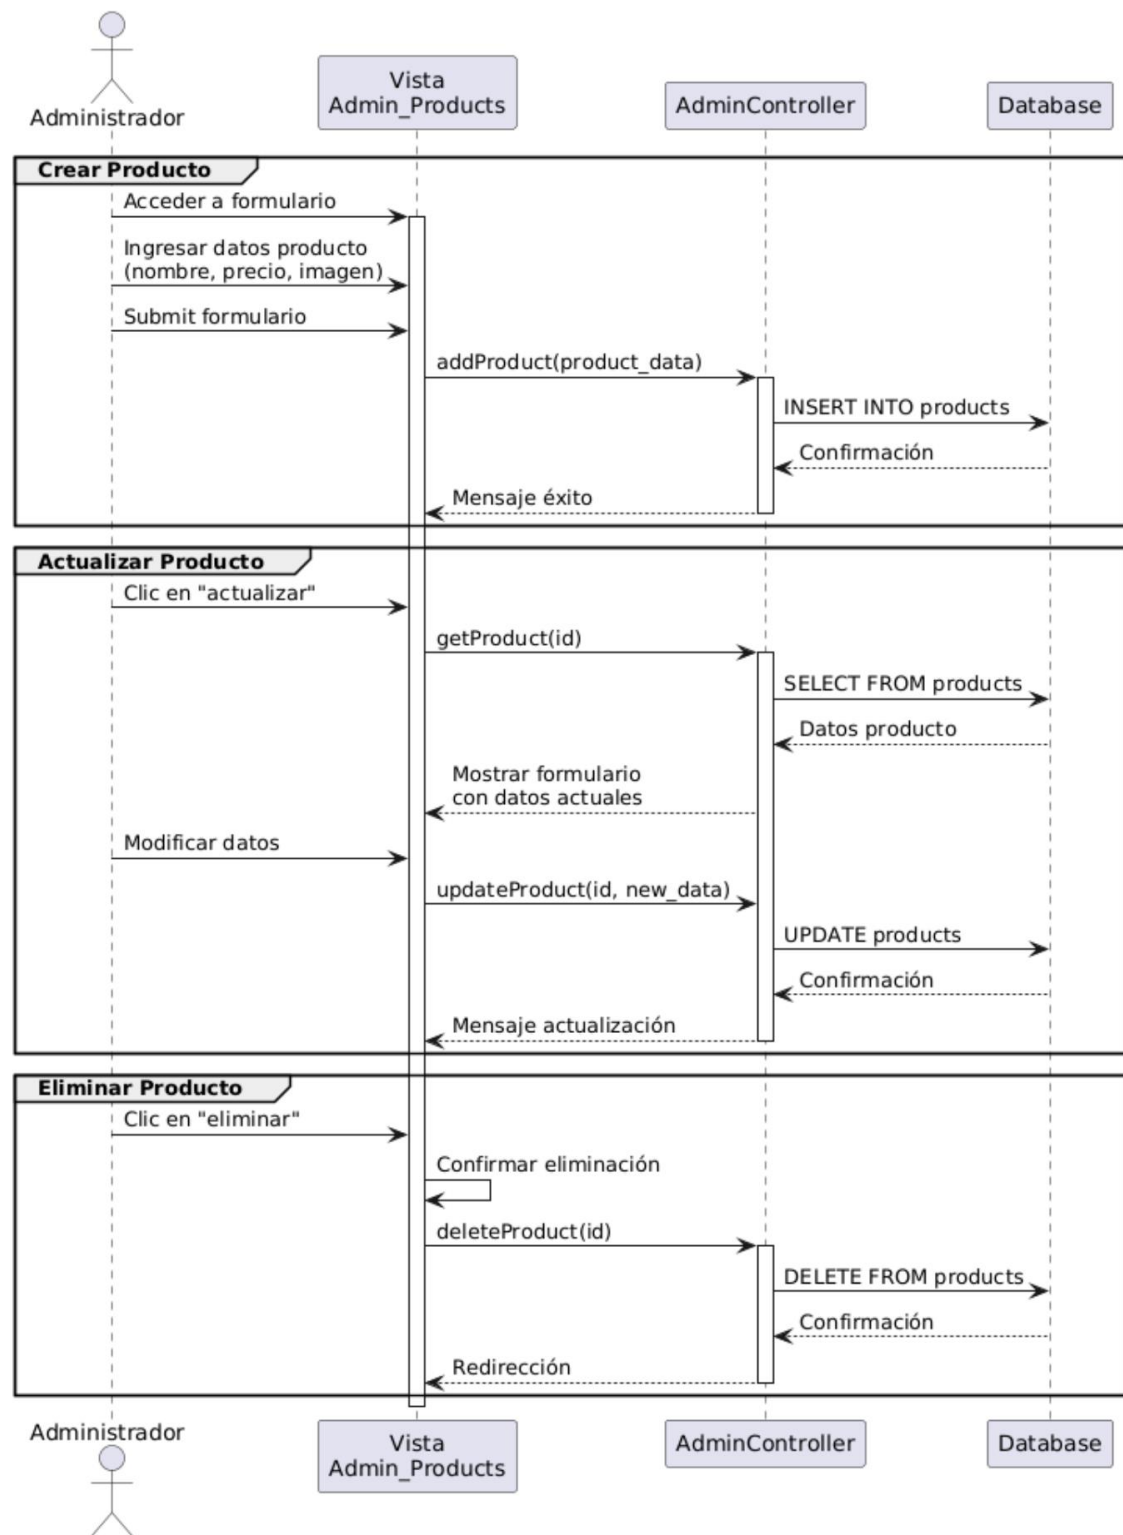 Administrador
Vista
Admin_Products
AdminController
Database
Crear Producto
Acceder a formulario
Ingresar datos producto
(nombre, precio, imagen)
Submit formulario
addProduct(product_data)
INSERT INTO products
Confirmación
Mensaje éxito
Actualizar Producto
Clic en "actualizar"
getProduct(id)
SELECT FROM products
Datos producto
Mostrar formulario
con datos actuales
Modificar datos
updateProduct(id, new_data)
UPDATE products
Confirmación
Mensaje actualización
Eliminar Producto
Clic en "eliminar"
Confirmar eliminación
deleteProduct(id)
DELETE FROM products
Confirmación
Redirección
Administrador
Vista
Admin_Products
AdminController
Database